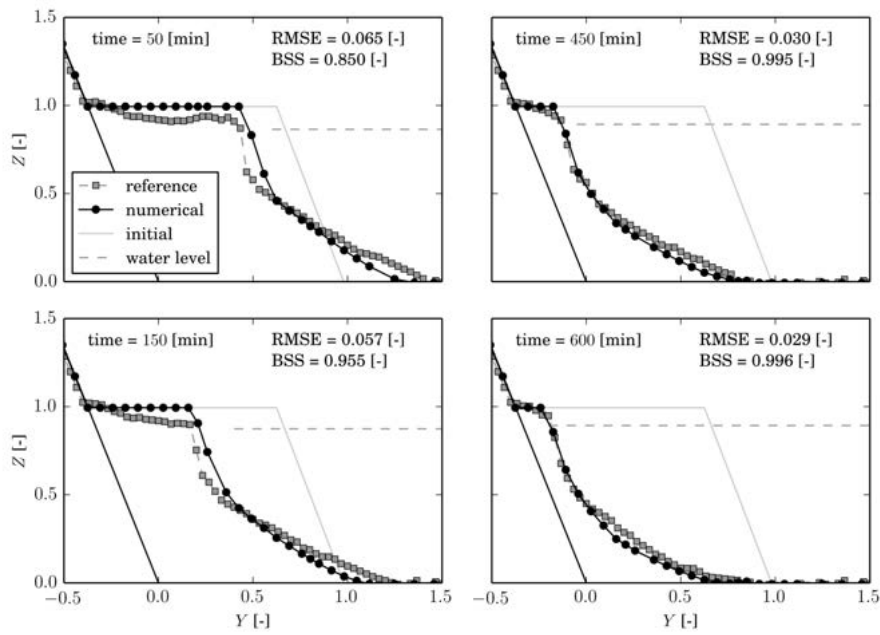 time = 50 [min]
RMSE = 0.065 [-]
BSS = 0.850 [-]
1.5
1.0
0.5
0.0
Z [-]
reference
numerical
initial
water level
time = 450 [min]
RMSE = 0.030 [-]
BSS = 0.995 [-]
time = 150 [min]
RMSE = 0.057 [-]
BSS = 0.955 [-]
1.5
1.0
0.5
0.0
Z [-]
−0.5 0.0 0.5 1.0 1.5
Y [-]
time = 600 [min]
RMSE = 0.029 [-]
BSS = 0.996 [-]
−0.5 0.0 0.5 1.0 1.5
Y [-]